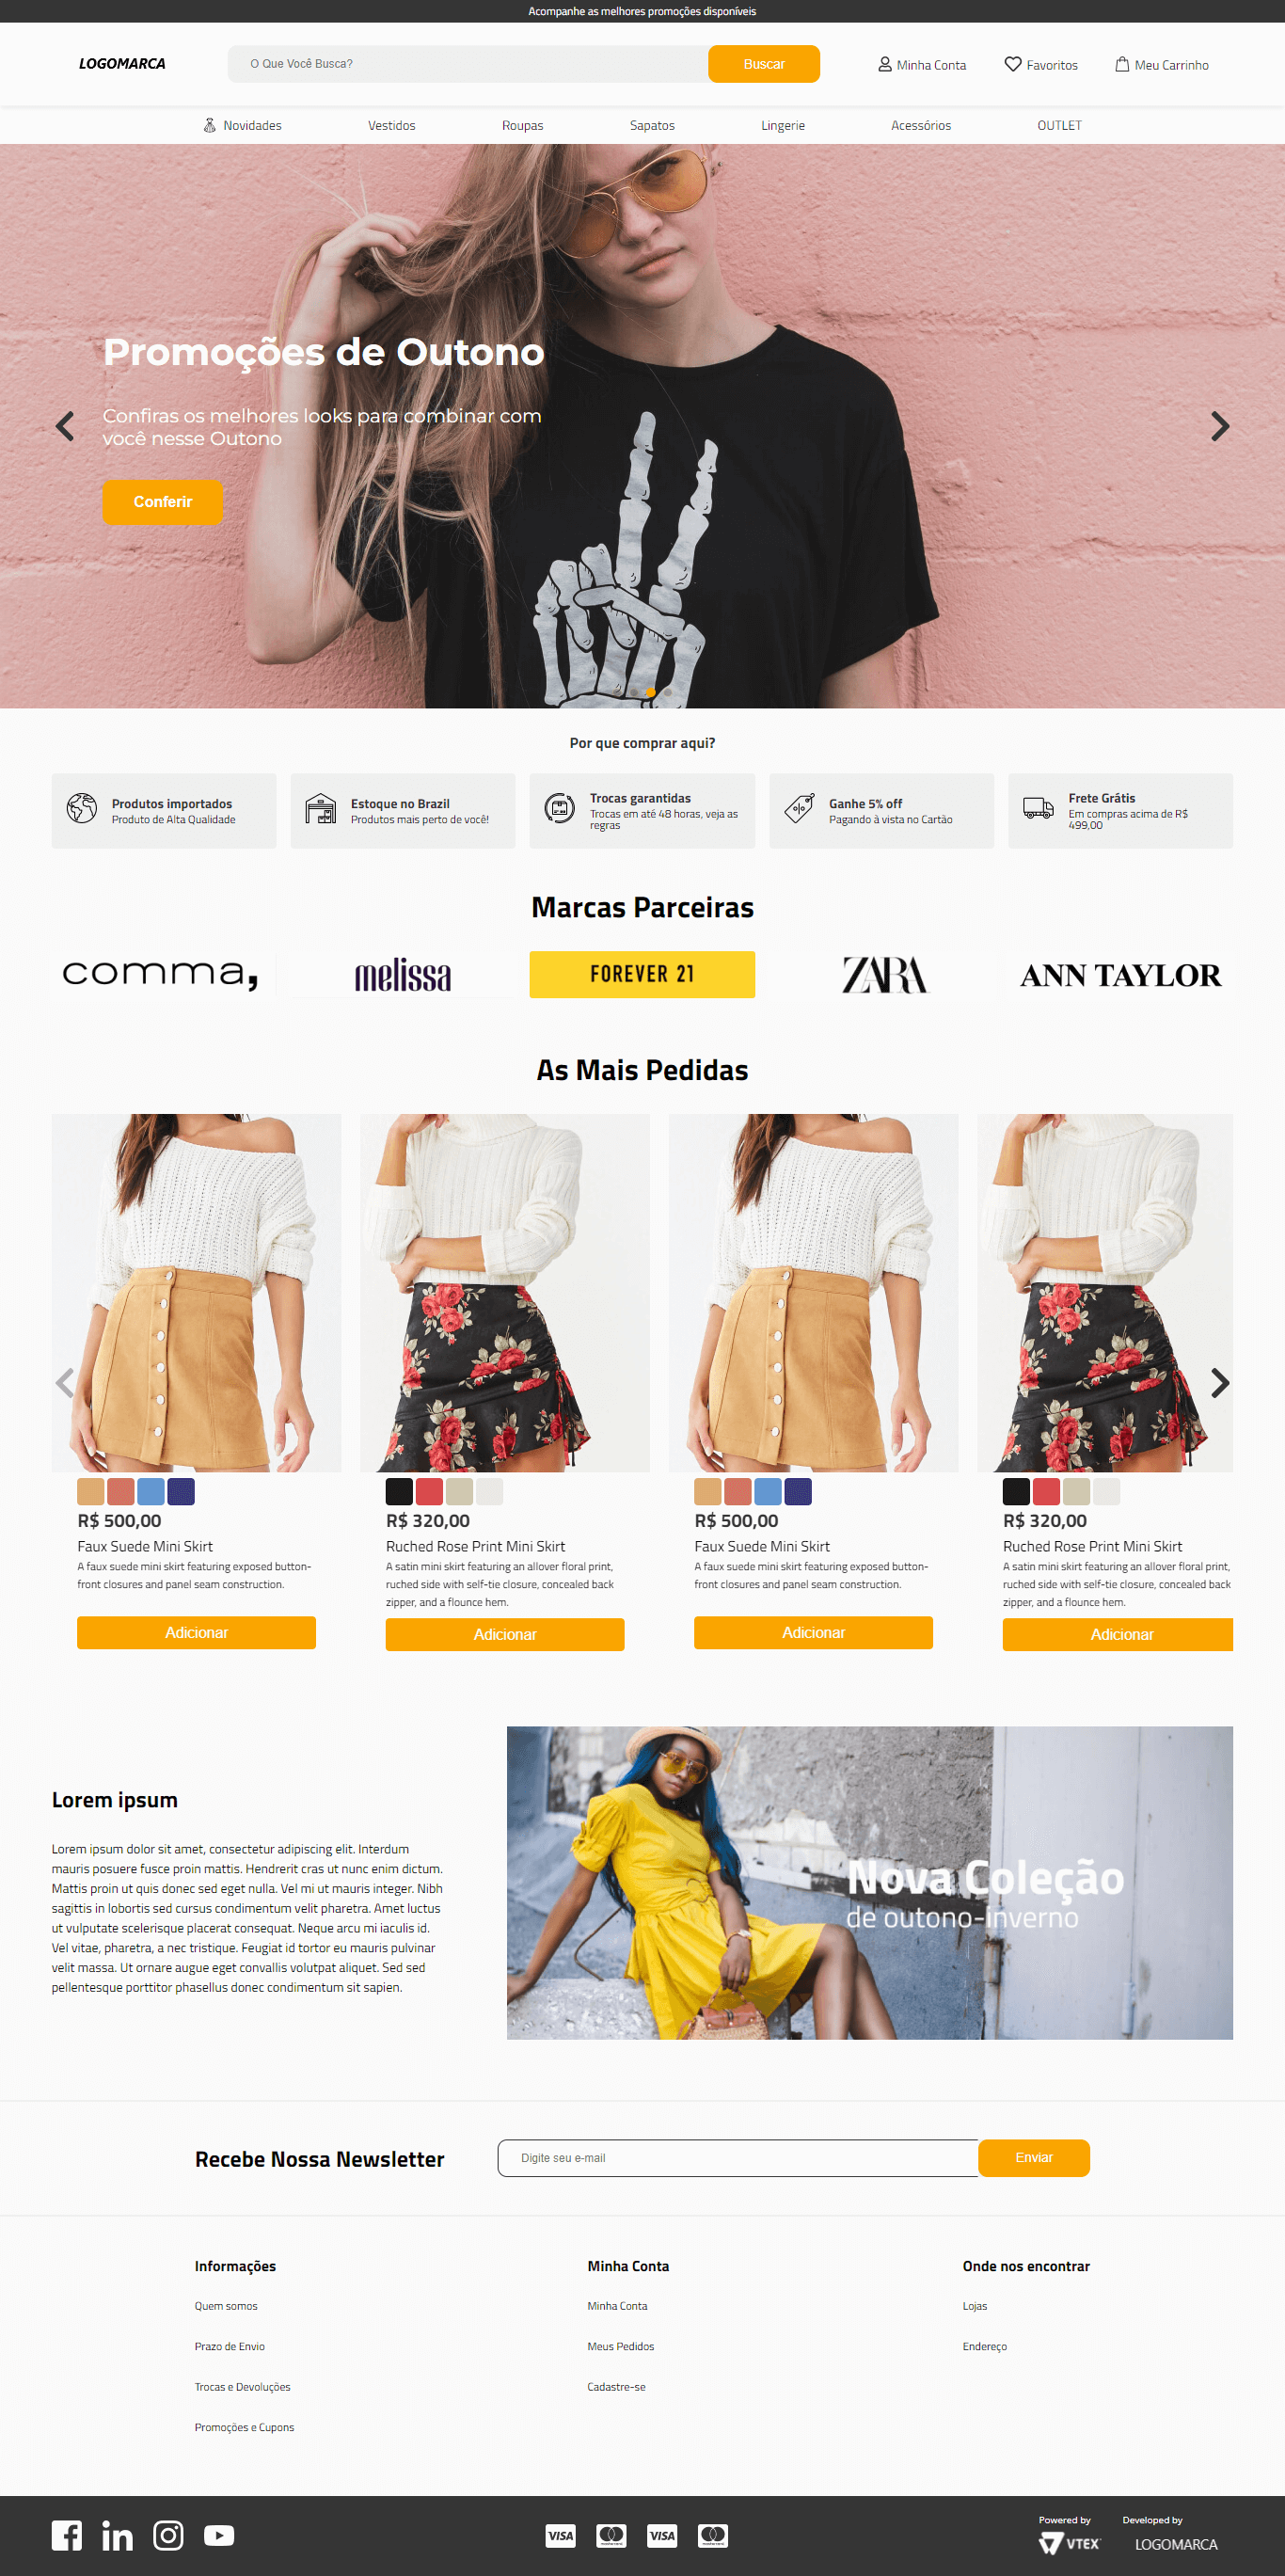 Acompanhe as melhores promoções disponíveis
LOGOMARCA
O Que Você Busca?
Buscar
Minha Conta
Favoritos
Meu Carrinho
Novidades
Vestidos
Roupas
Sapatos
Lingerie
Acessórios
OUTLET
Promoções de Outono
Confiras os melhores looks para combinar com
você nesse Outono
Conferir
Por que comprar aqui?
Produtos importados
Produto de Alta Qualidade
Estoque no Brazil
Produtos mais perto de você!
Trocas garantidas
Trocas em até 48 horas, veja as
regras
Ganhe 5% off
Pagando à vista no Cartão
Frete Grátis
Em compras acima de R$
499,00
Marcas Parceiras
comma,
melissa
FOREVER 21
ZARA
ANN TAYLOR
As Mais Pedidas
R$ 500,00
Faux Suede Mini Skirt
A faux suede mini skirt featuring exposed button-
front closures and panel seam construction.
Adicionar
R$ 320,00
Ruched Rose Print Mini Skirt
A satin mini skirt featuring an allover floral print,
ruched side with self-tie closure, concealed back
zipper, and a flounce hem.
Adicionar
R$ 500,00
Faux Suede Mini Skirt
A faux suede mini skirt featuring exposed button-
front closures and panel seam construction.
Adicionar
R$ 320,00
Ruched Rose Print Mini Skirt
A satin mini skirt featuring an allover floral print,
ruched side with self-tie closure, concealed back
zipper, and a flounce hem.
Adicionar
Lorem ipsum
Lorem ipsum dolor sit amet, consectetur adipiscing elit. Interdum
mauris posuere fusce proin mattis. Hendrerit cras ut nunc enim dictum.
Mattis proin ut quis donec sed eget nulla. Vel mi ut mauris integer. Nibh
sagittis in lobortis sed cursus condimentum velit pharetra. Amet luctus
ut vulputate scelerisque placerat consequat. Neque arcu mi iaculis id.
Vel vitae, pharetra, a nec tristique. Feugiat id tortor eu mauris pulvinar
velit massa. Ut ornare augue eget convallis volutpat aliquet. Sed sed
pellentesque porttitor phasellus donec condimentum sit sapien.
Nova Coleção
de outono-inverno
Recebe Nossa Newsletter
Digite seu e-mail
Enviar
Informações
Quem somos
Prazo de Envio
Trocas e Devoluções
Promoções e Cupons
Minha Conta
Minha Conta
Meus Pedidos
Cadastre-se
Onde nos encontrar
Lojas
Endereço
VISA
VISA
Powered by
VTEX
Developed by
LOGOMARCA